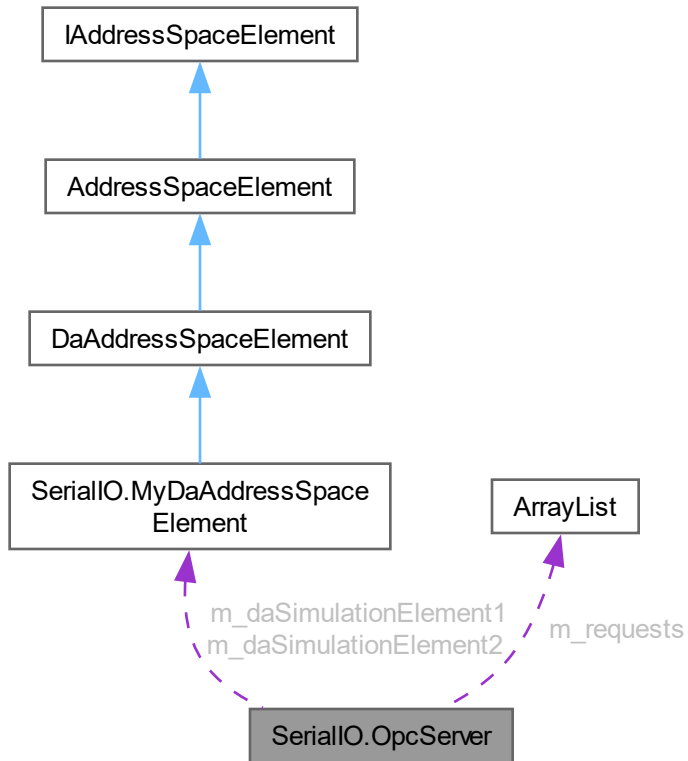 IAddressSpaceElement
AddressSpaceElement
DaAddressSpaceElement
SerialIO.MyDaAddressSpace
Element
ArrayList
m_daSimulationElement1
m_daSimulationElement2
m_requests
SerialIO.OpcServer